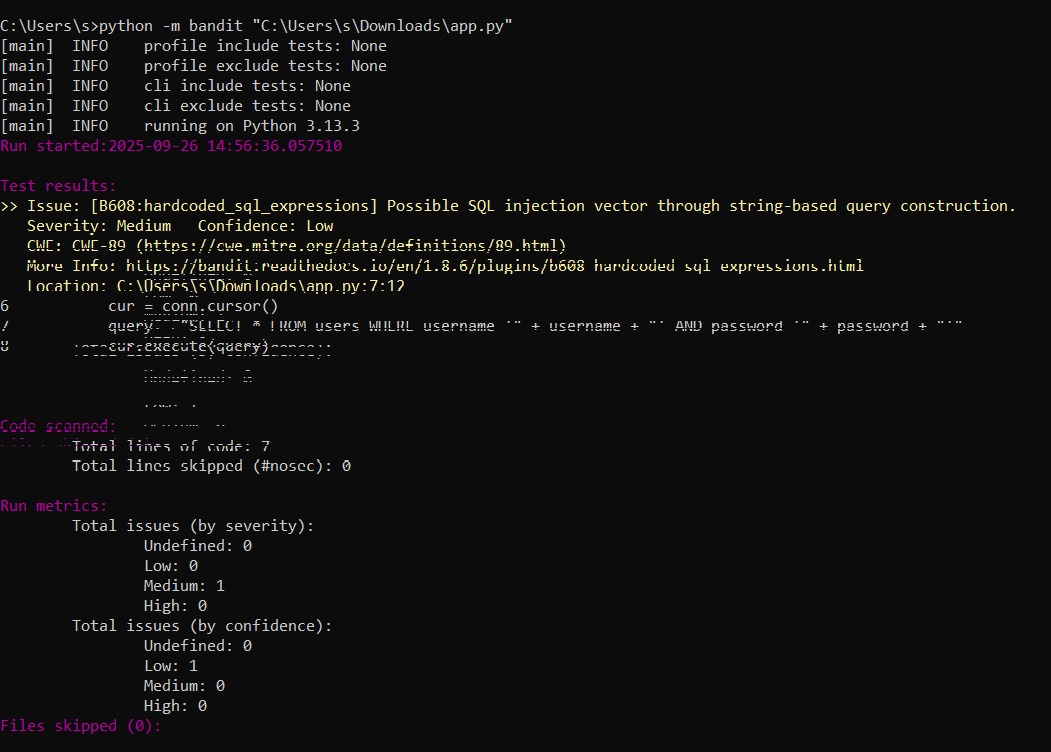 C:\Users\s>python -m bandit "C:\Users\s\Downloads\app.py"
[main]  INFO    profile include tests: None
[main]  INFO    profile exclude tests: None
[main]  INFO    cli include tests: None
[main]  INFO    cli exclude tests: None
[main]  INFO    running on Python 3.13.3
Run started:2025-09-26 14:56:36.057510
Test results:
>> Issue: [B608:hardcoded_sql_expressions] Possible SQL injection vector through string-based query construction.
   Severity: Medium   Confidence: Low
   CWE: CWE-89 (https://cwe.mitre.org/data/definitions/89.html)
   More Info: https://bandit.readthedocs.io/en/1.8.6/plugins/b608_hardcoded_sql_expressions.html
   Location: C:\Users\s\Downloads\app.py:7:12
6           cur = conn.cursor()
7           query "SELECT * FROM users WHERE username '" + username + "' AND password '" + password + "'"
8           cur.execute(query)
Code scanned:
        Total lines of code: 7
        Total lines skipped (#nosec): 0
Run metrics:
        Total issues (by severity):
                Undefined: 0
                Low: 0
                Medium: 1
                High: 0
        Total issues (by confidence):
                Undefined: 0
                Low: 1
                Medium: 0
                High: 0
Files skipped (0):